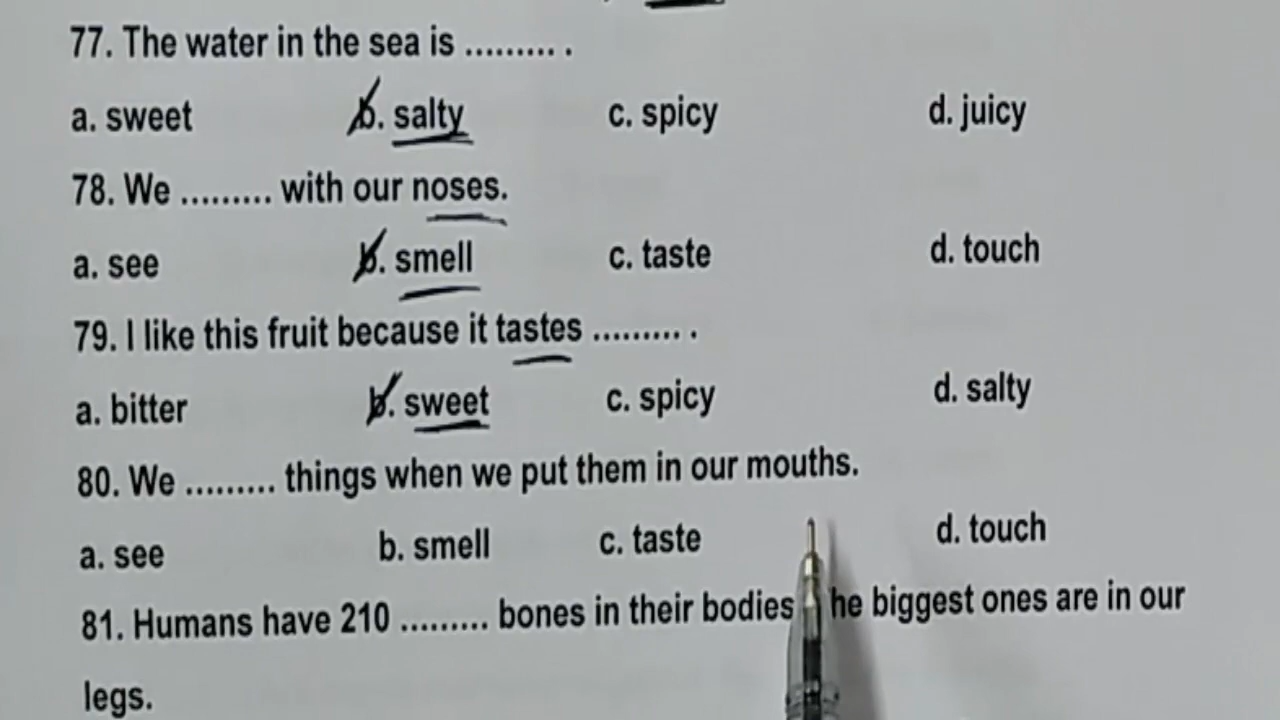 77. The water in the sea is ......... .
a. sweet b. salty c. spicy d. juicy
78. We ......... with our noses.
a. see b. smell c. taste d. touch
79. I like this fruit because it tastes ......... .
a. bitter b. sweet c. spicy d. salty
80. We ......... things when we put them in our mouths.
a. see b. smell c. taste d. touch
81. Humans have 210 ......... bones in their bodies he biggest ones are in our
legs.